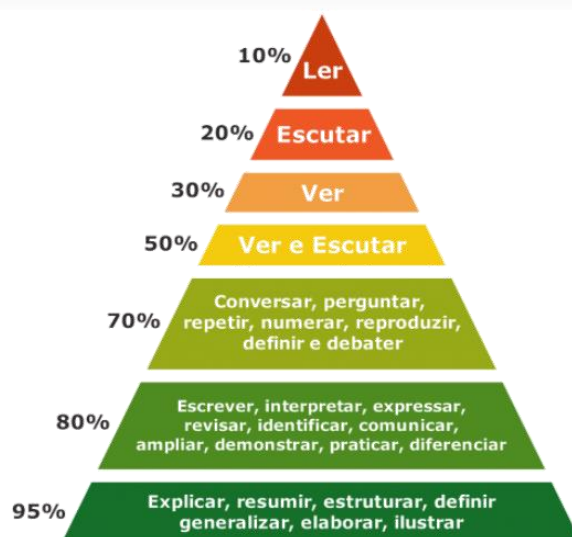 10%
Ler
20%
Escutar
30%
Ver
50%
Ver e Escutar
70%
Conversar, perguntar,
repetir, numerar, reproduzir,
definir e debater
80%
Escrever, interpretar, expressar,
revisar, identificar, comunicar,
ampliar, demonstrar, praticar, diferenciar
95%
Explicar, resumir, estruturar, definir
generalizar, elaborar, ilustrar